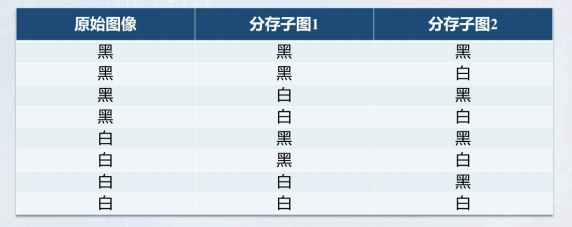 原始图像 分存子图1 分存子图2
黑 黑 黑
黑 黑 白
黑 白 黑
黑 白 白
白 黑 黑
白 黑 白
白 白 黑
白 白 白